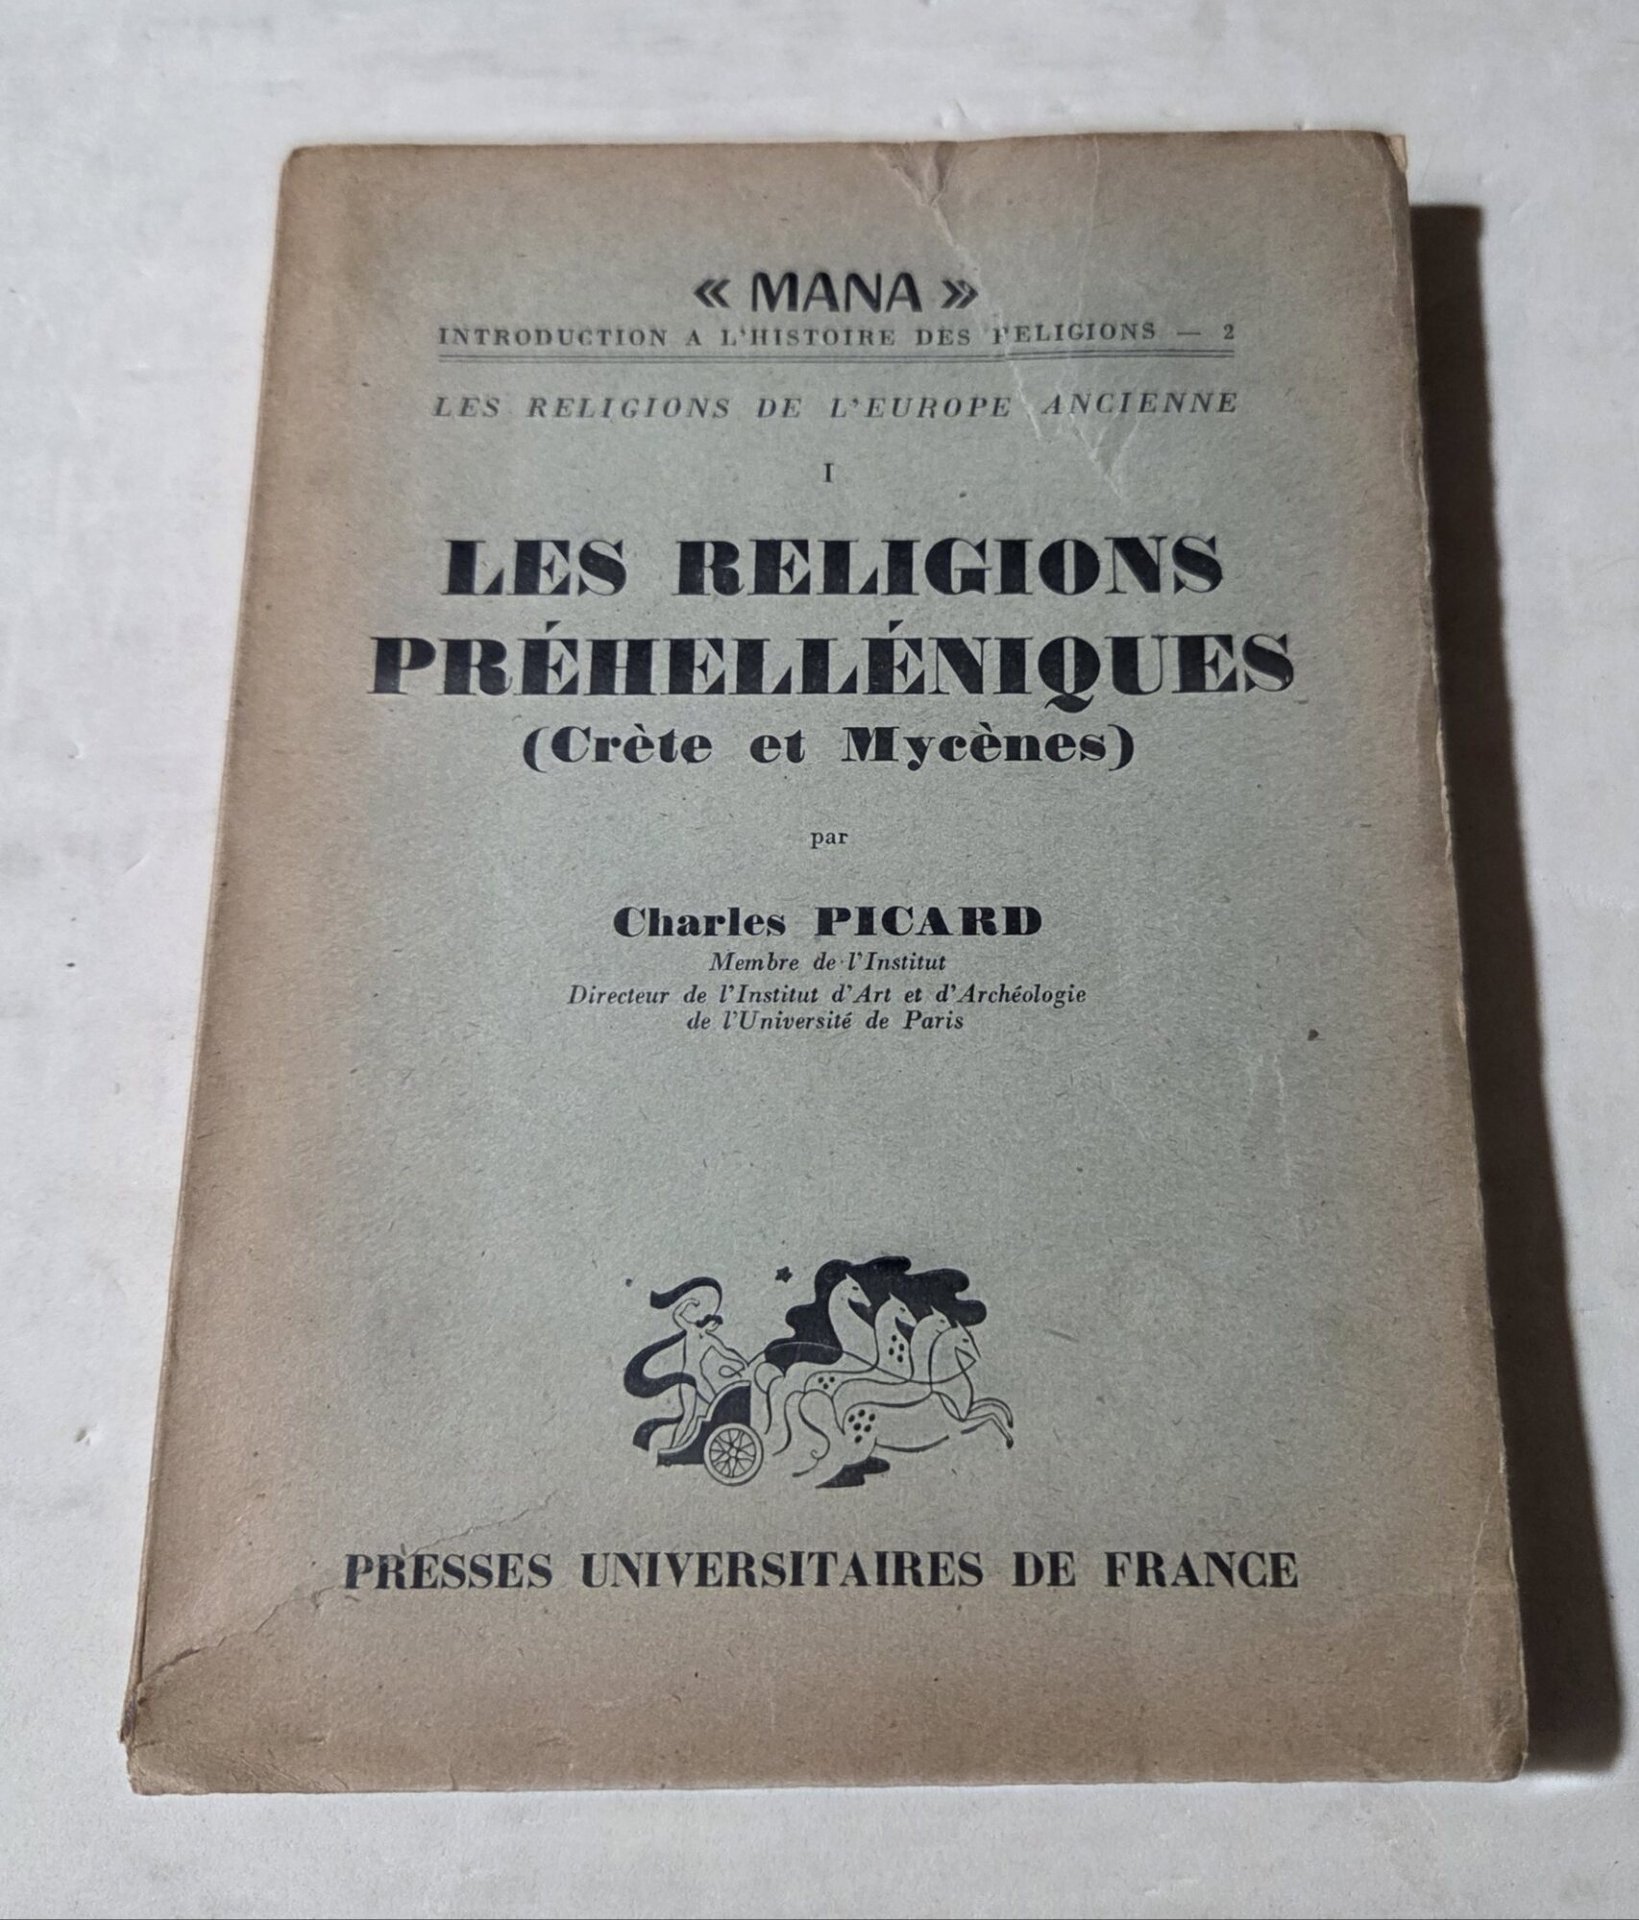 « MANA »
INTRODUCTION A L'HISTOIRE DES RELIGIONS — 2
LES RELIGIONS DE L'EUROPE ANCIENNE
I
LES RELIGIONS
PRÉHELLÉNIQUES
(Crète et Mycènes)
par
Charles PICARD
Membre de l'Institut
Directeur de l'Institut d'Art et d'Archéologie
de l'Université de Paris
PRESSES UNIVERSITAIRES DE FRANCE